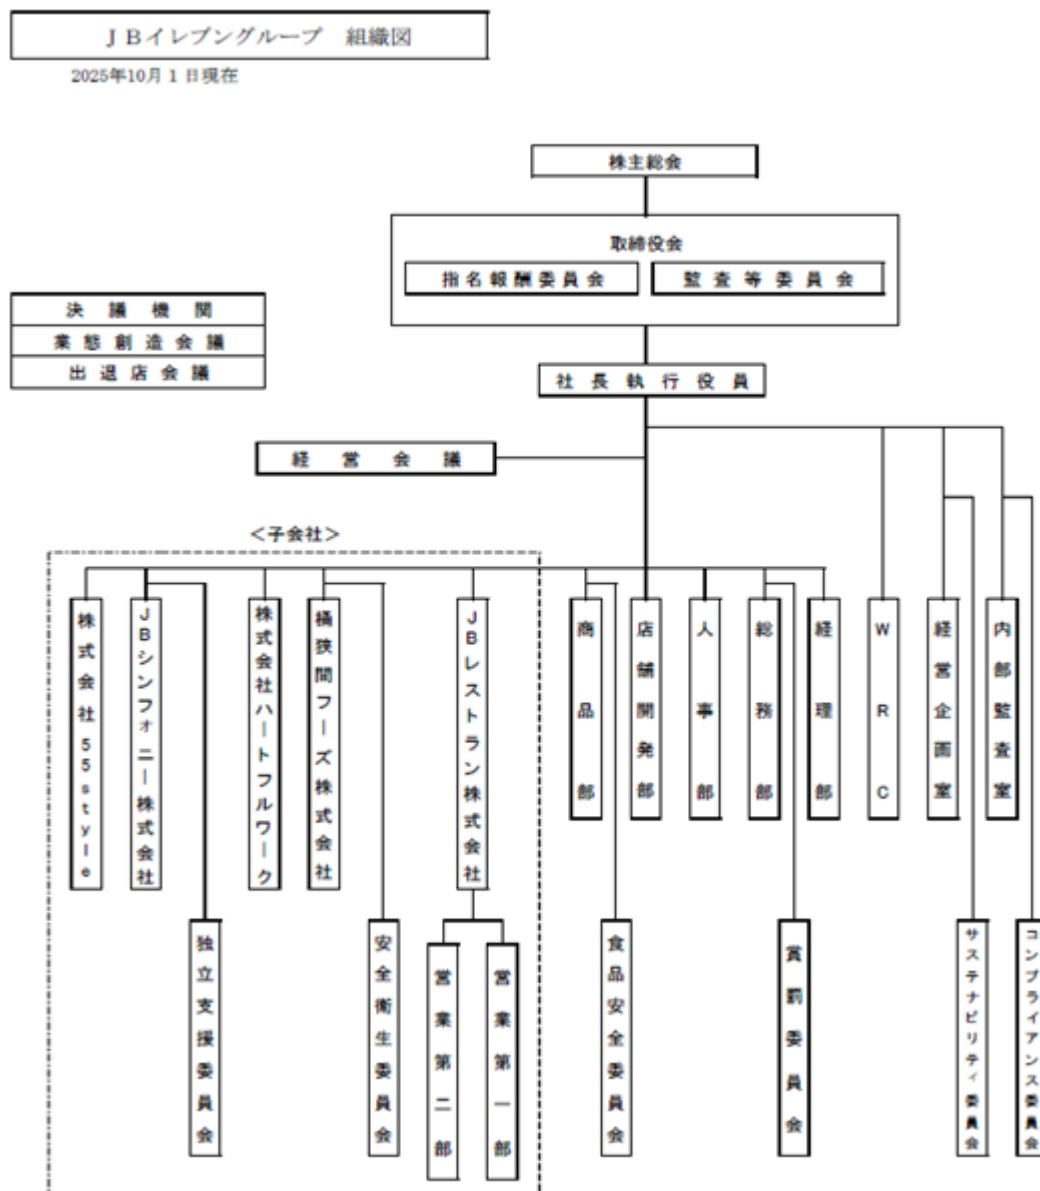 ＪＢイレブングループ　組織図
2025年10月１日現在
株主総会
取締役会
指名報酬委員会
監査等委員会
決議機関
業態創造会議
出退店会議
社長執行役員
経営会議
＜子会社＞
株式会社５５ｓｔｙｌｅ
ＪＢシンフォニー株式会社
株式会社ハートフルワーク
桶狭間フーズ株式会社
ＪＢレストラン株式会社
商品部
店舗開発部
人事部
総務部
経理部
ＷＲＣ
経営企画室
内部監査室
独立支援委員会
安全衛生委員会
営業第二部
営業第一部
食品安全委員会
賞罰委員会
サステナビリティ委員会
コンプライアンス委員会